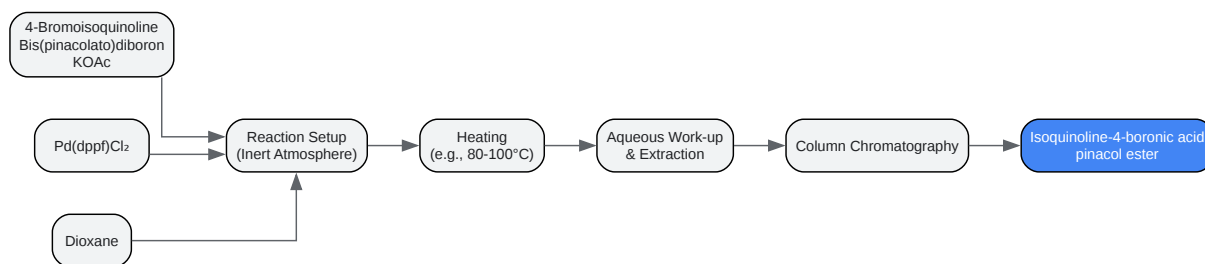 4-Bromoisoquinoline
Bis(pinacolato)diboron
KOAc
Pd(dppf)Cl₂
Dioxane
Reaction Setup
(Inert Atmosphere)
Heating
(e.g., 80-100°C)
Aqueous Work-up
& Extraction
Column Chromatography
Isoquinoline-4-boronic acid
pinacol ester